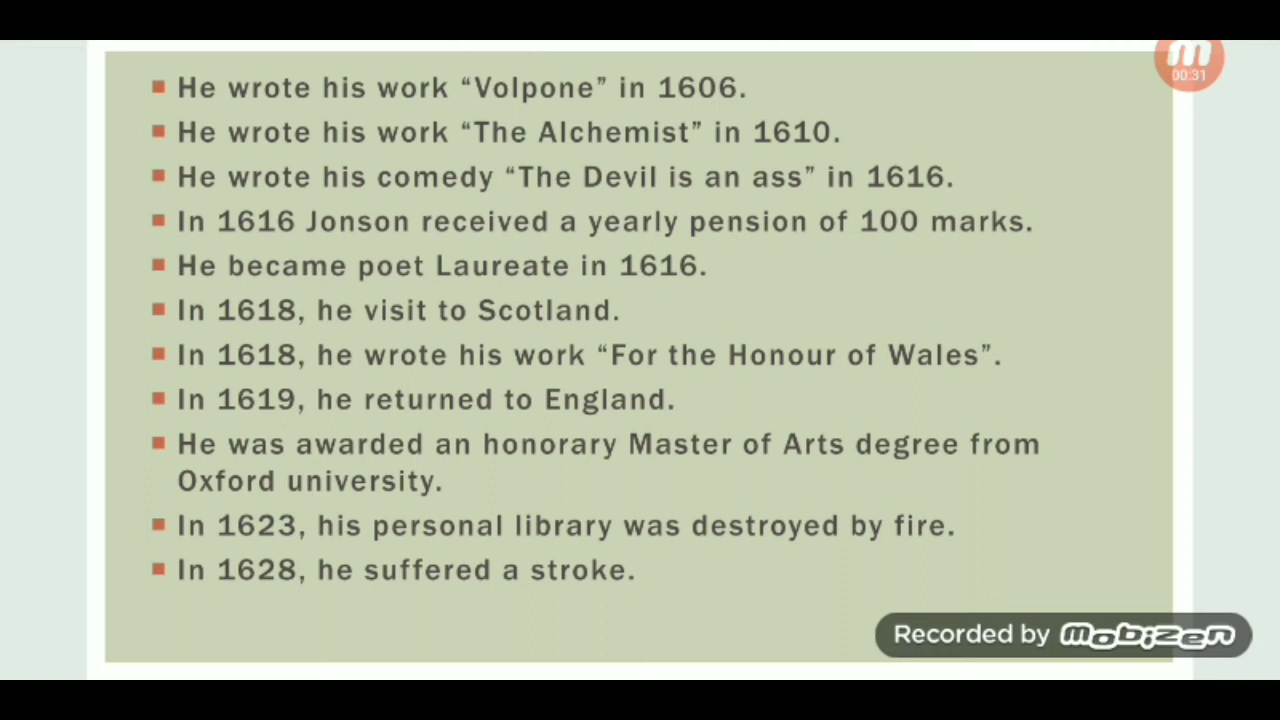 m
00:31
He wrote his work “Volpone” in 1606.
He wrote his work “The Alchemist” in 1610.
He wrote his comedy “The Devil is an ass” in 1616.
In 1616 Jonson received a yearly pension of 100 marks.
He became poet Laureate in 1616.
In 1618, he visit to Scotland.
In 1618, he wrote his work “For the Honour of Wales”.
In 1619, he returned to England.
He was awarded an honorary Master of Arts degree from
Oxford university.
In 1623, his personal library was destroyed by fire.
In 1628, he suffered a stroke.
Recorded by mobizen